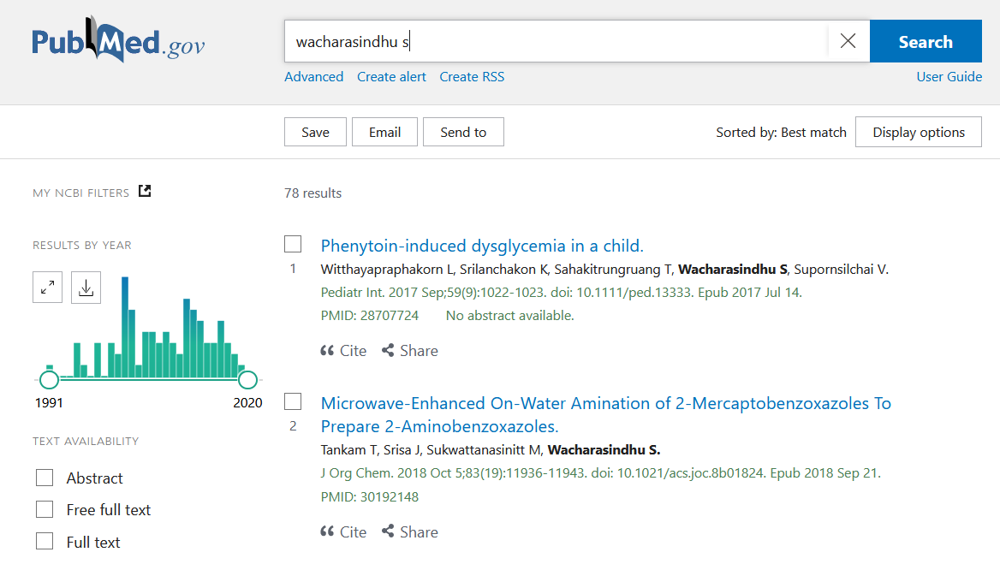 PubMed.gov
wacharasindhu s
Search
Advanced Create alert Create RSS
User Guide
Save Email Send to
Sorted by: Best match Display options
MY NCBI FILTERS
78 results
RESULTS BY YEAR
1991 2020
TEXT AVAILABILITY
Abstract
Free full text
Full text
Phenytoin-induced dysglycemia in a child.
1
Witthayapraphakorn L, Srilanchakon K, Sahakitrungruang T, Wacharasindhu S, Supornsilchai V.
Pediatr Int. 2017 Sep;59(9):1022-1023. doi: 10.1111/ped.13333. Epub 2017 Jul 14.
PMID: 28707724 No abstract available.
Cite Share
Microwave-Enhanced On-Water Amination of 2-Mercaptobenzoxazoles To
2
Prepare 2-Aminobenzoxazoles.
Tankam T, Srisa J, Sukwattanasinitt M, Wacharasindhu S.
J Org Chem. 2018 Oct 5;83(19):11936-11943. doi: 10.1021/acs.joc.8b01824. Epub 2018 Sep 21.
PMID: 30192148
Cite Share